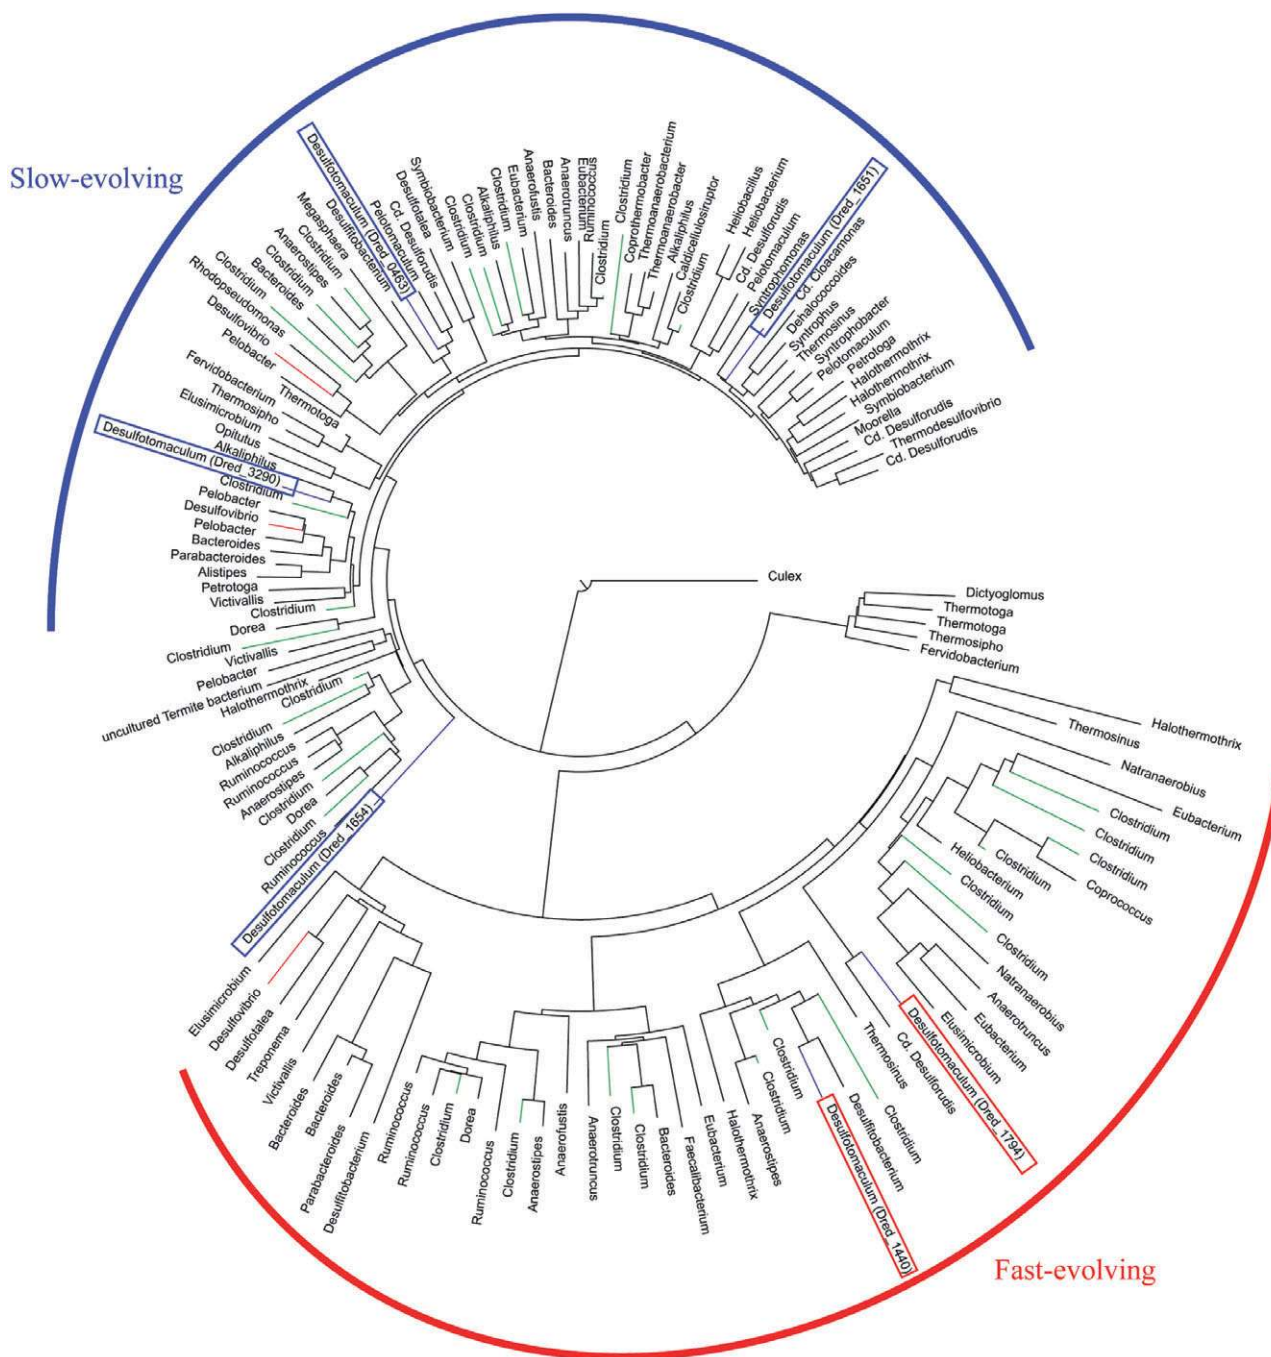 Slow-evolving
Desulfotomaculum (Dred_3290)
Alkaliphilus
Opitutus
Elusimicrobium
Thermosipho
Fervidobacterium
Thermotoga
Pelobacter
Desulfovibrio
Rhodopseudomonas
Clostridium
Bacteroides
Clostridium
Anaerostipes
Clostridium
Megasphaera
Desulfitobacterium
Desulfotomaculum (Dred_0463)
Pelotomaculum
Cd. Desulforudis
Desulfotalea
Symbiobacterium
Clostridium
Clostridium
Alkaliphilus
Clostridium
Eubacterium
Anaerofustis
Bacteroides
Anaerotruncus
Eubacterium
Ruminococcus
Clostridium
Clostridium
Coprothermobacter
Thermoanaerobacterium
Thermoanaerobacter
Alkaliphilus
Caldicellulosiruptor
Clostridium
Heliobacillus
Heliobacterium
Cd. Desulforudis
Pelotomaculum
Syntrophomonas
Desulfotomaculum (Dred_1651)
Cd. Cloacamonas
Dehalococcoides
Syntrophus
Thermosinus
Syntrophobacter
Pelotomaculum
Petrotoga
Halothermothrix
Halothermothrix
Symbiobacterium
Moorella
Cd. Desulforudis
Thermodesulfovibrio
Cd. Desulforudis
Culex
Dictyoglomus
Thermotoga
Thermotoga
Thermosipho
Fervidobacterium
Halothermothrix
Thermosinus
Natranaerobius
Eubacterium
Clostridium
Clostridium
Clostridium
Coprococcus
Clostridium
Heliobacterium
Clostridium
Clostridium
Natranaerobius
Anaerotruncus
Eubacterium
Elusimicrobium
Desulfotomaculum (Dred_1794)
Cd. Desulforudis
Thermosinus
Clostridium
Desulfitobacterium
Desulfotomaculum (Dred_1440)
Clostridium
Clostridium
Anaerostipes
Halothermothrix
Eubacterium
Faecalibacterium
Bacteroides
Clostridium
Clostridium
Anaerotruncus
Anaerofustis
Anaerostipes
Clostridium
Ruminococcus
Dorea
Clostridium
Ruminococcus
Ruminococcus
Desulfitobacterium
Parabacteroides
Bacteroides
Bacteroides
Victivallis
Treponema
Desulfotalea
Desulfovibrio
Elusimicrobium
Desulfotomaculum (Dred_1654)
Ruminococcus
Clostridium
Dorea
Clostridium
Anaerostipes
Ruminococcus
Ruminococcus
Alkaliphilus
Clostridium
Clostridium
Halothermothrix
uncultured Termite bacterium
Pelobacter
Victivallis
Clostridium
Dorea
Clostridium
Victivallis
Petrotoga
Alistipes
Parabacteroides
Bacteroides
Pelobacter
Desulfovibrio
Pelobacter
Clostridium
Fast-evolving